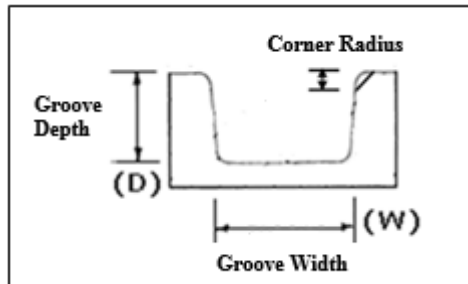 Corner Radius
Groove
Depth
(D)
(W)
Groove Width